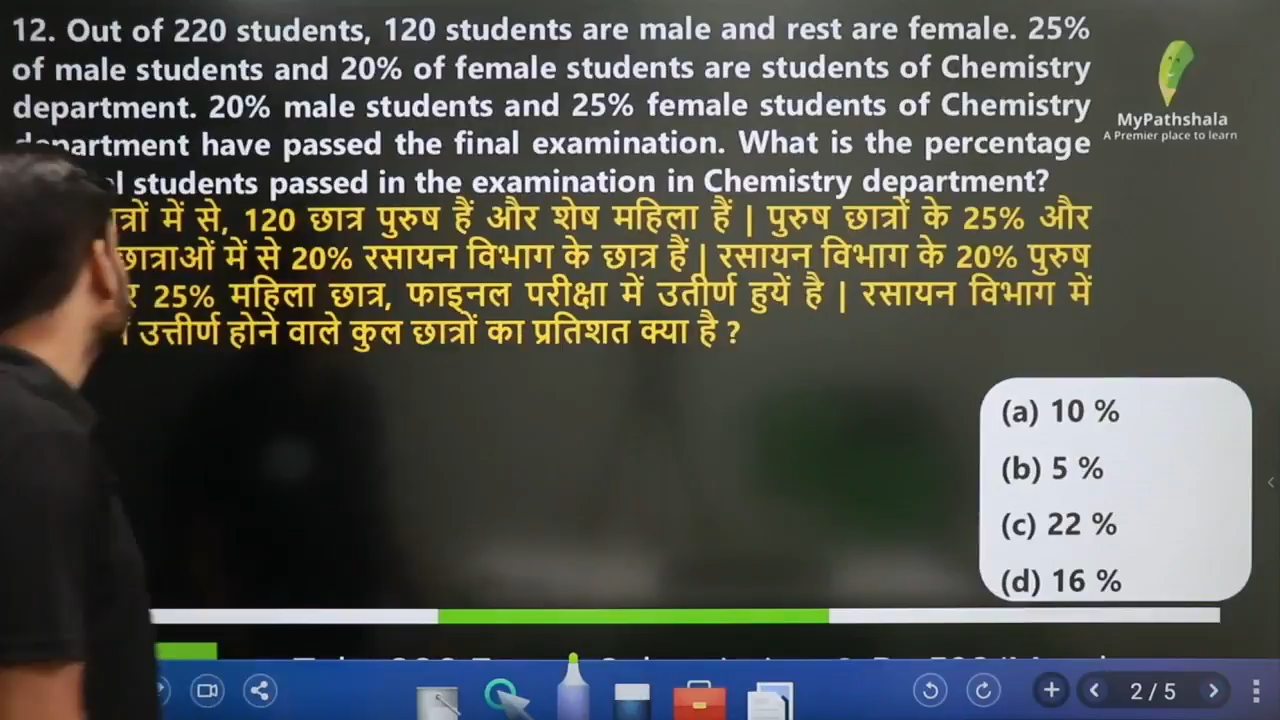 12. Out of 220 students, 120 students are male and rest are female. 25%
of male students and 20% of female students are students of Chemistry
department. 20% male students and 25% female students of Chemistry
department have passed the final examination. What is the percentage
students passed in the examination in Chemistry department?
में से, 120 छात्र पुरुष हैं और शेष महिला हैं | पुरुष छात्रों के 25% और
छात्राओं में से 20% रसायन विभाग के छात्र हैं | रसायन विभाग के 20% पुरुष
25% महिला छात्र, फाइनल परीक्षा में उतीर्ण हुयें है | रसायन विभाग में
उत्तीर्ण होने वाले कुल छात्रों का प्रतिशत क्या है ?
MyPathshala
A Premier place to learn
(a) 10 %
(b) 5 %
(c) 22 %
(d) 16 %
2 / 5